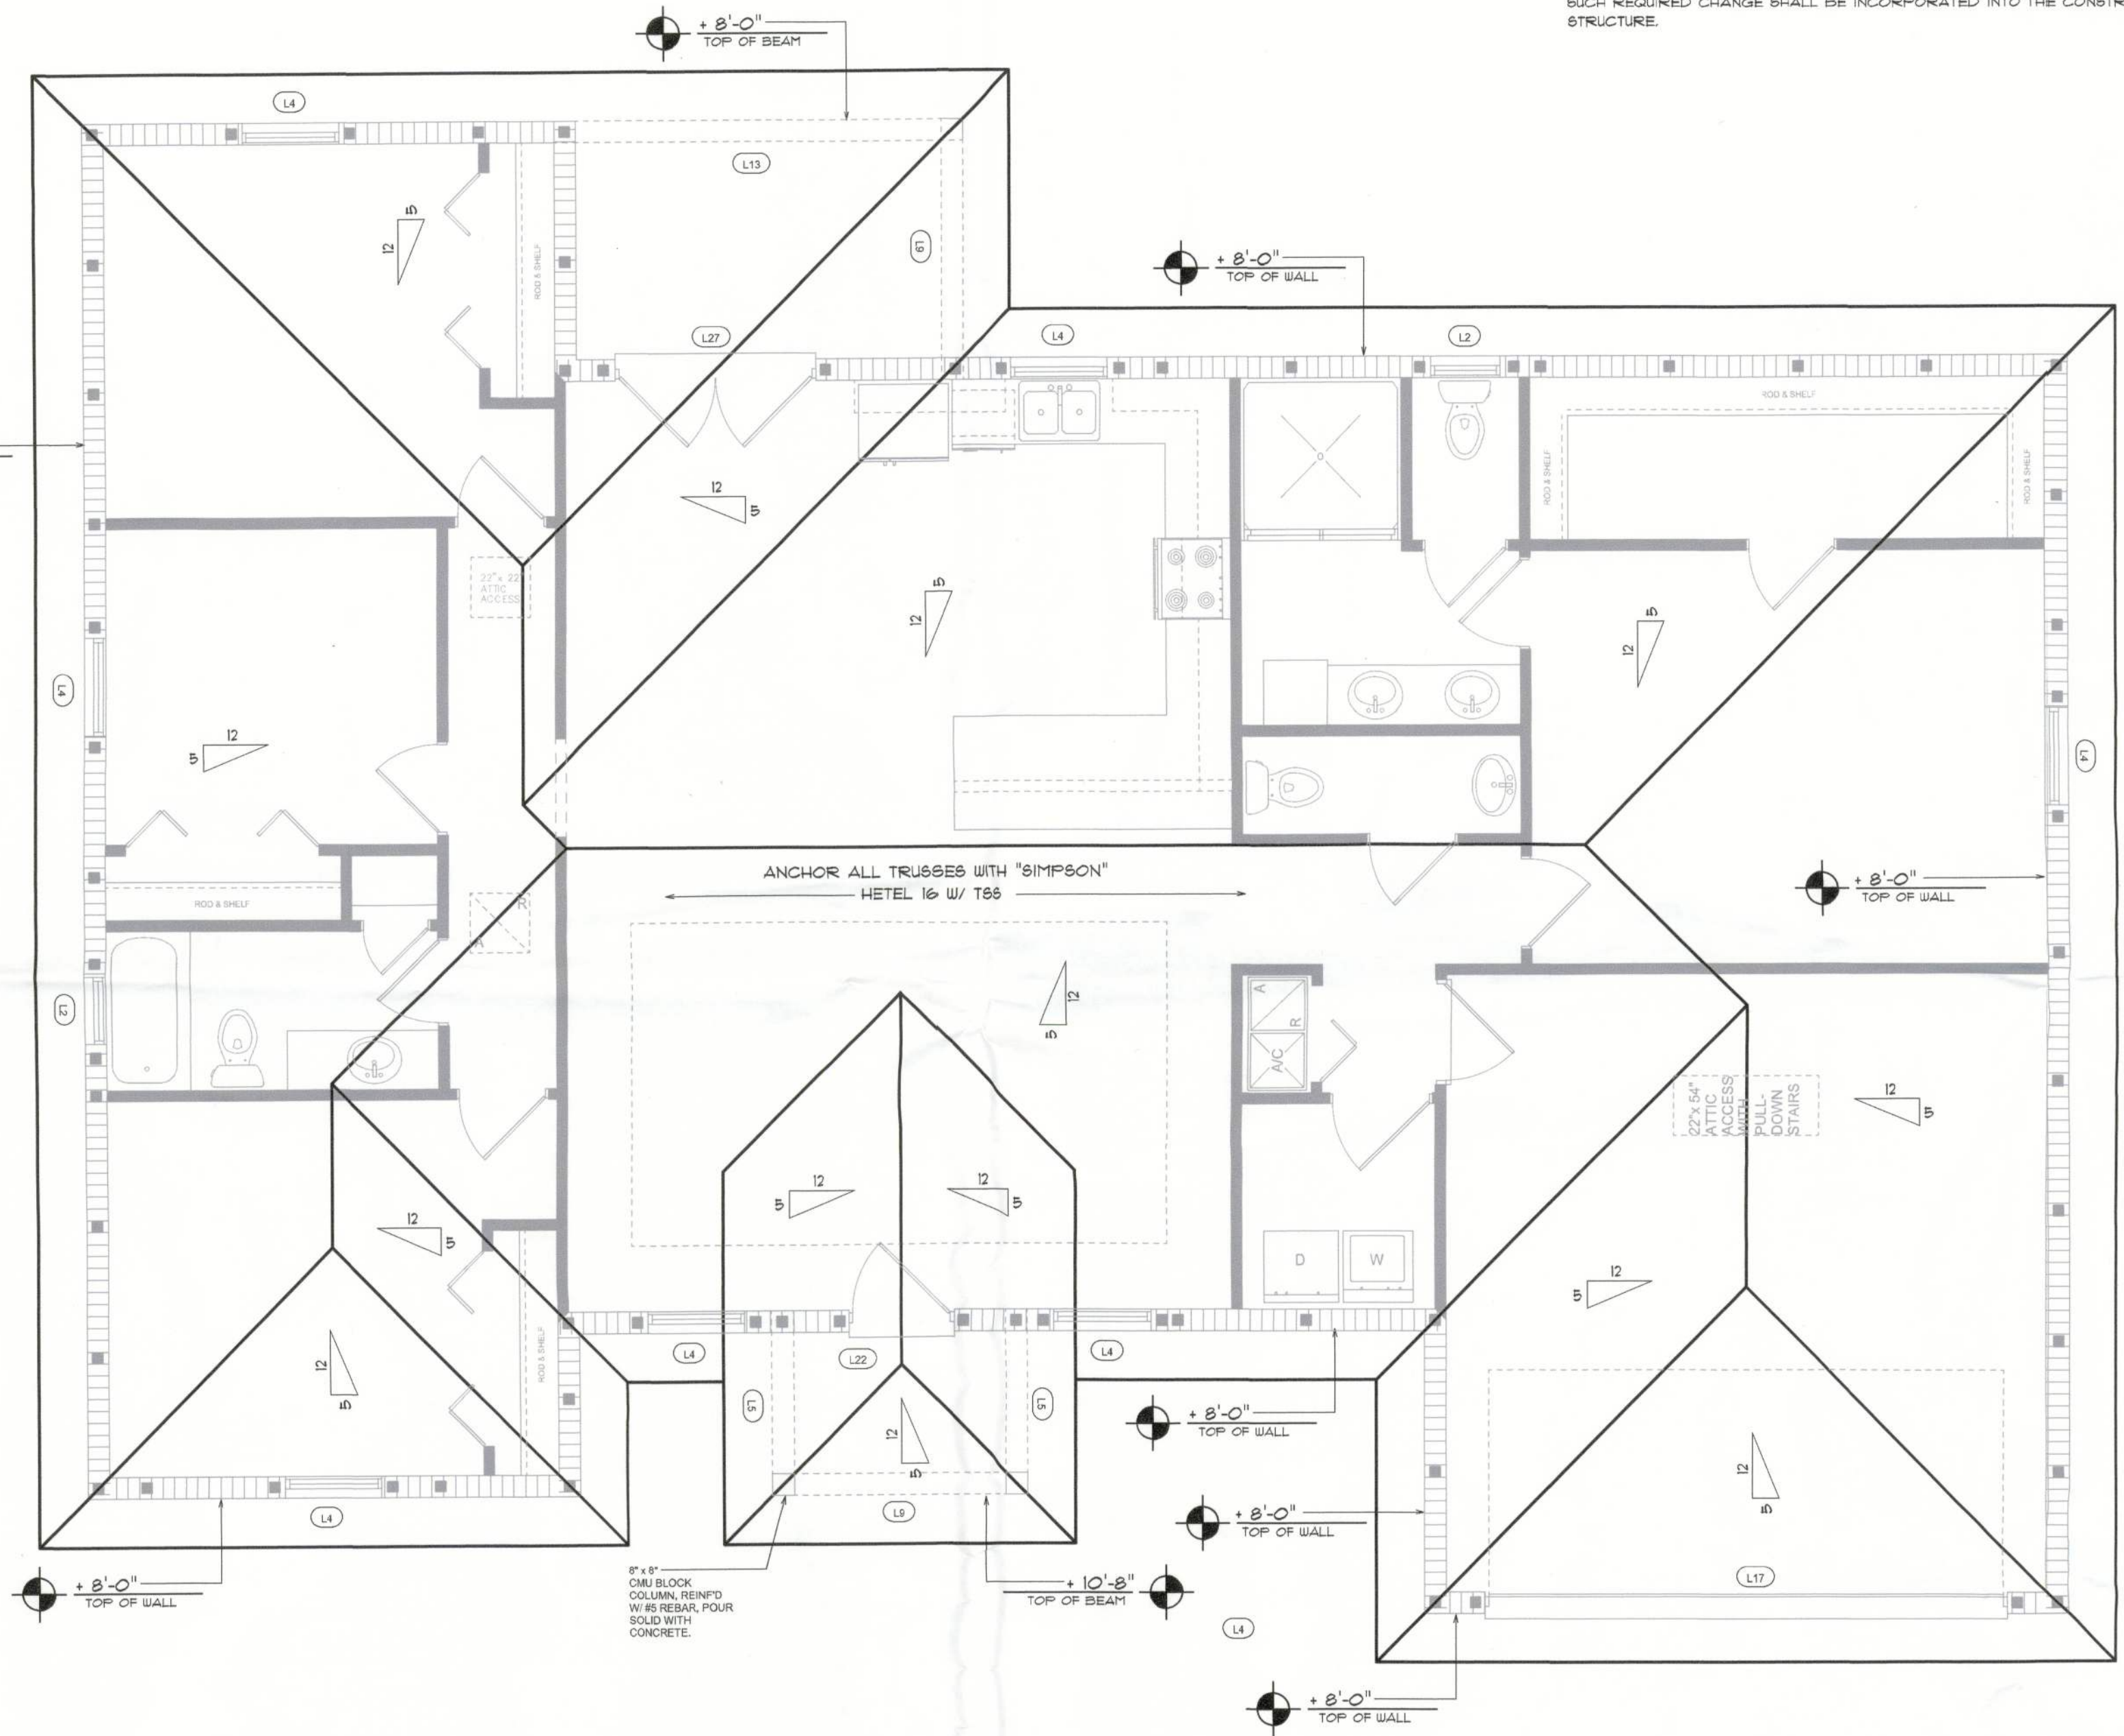 SUCH REQUIRED CHANGE SHALL BE INCORPORATED INTO THE
STRUCTURE.
+ 8'-0"
TOP OF BEAM
L4
L13
5
12
ROD & SHELF
L9
+ 8'-0"
TOP OF WALL
L27
L4
L2
ROD & SHELF
ROD & SHELF
ROD & SHELF
12
5
22" x 22"
ATTIC
ACCESS
5
12
5
12
L4
12
5
L4
ROD & SHELF
ANCHOR ALL TRUSSES WITH "SIMPSON"
HETEL 16 W/ TSS
+ 8'-0"
TOP OF WALL
R
A
L2
12
5
A
R
A/C
22"x 54"
ATTIC
ACCESS
WITH
PULL-
DOWN
STAIRS
12
5
12
5
12
5
12
5
D
W
12
5
ROD & SHELF
12
5
L4
L22
L4
L5
L5
12
5
+ 8'-0"
TOP OF WALL
12
5
L4
L9
+ 8'-0"
TOP OF WALL
L17
+ 8'-0"
TOP OF WALL
8" x 8"
CMU BLOCK
COLUMN, REINF'D
W/ #5 REBAR, POUR
SOLID WITH
CONCRETE.
+ 10'-8"
TOP OF BEAM
L4
+ 8'-0"
TOP OF WALL